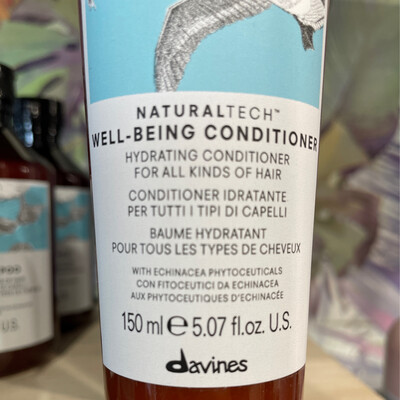 NATURALTECH™
WELL-BEING CONDITIONER
HYDRATING CONDITIONER
FOR ALL KINDS OF HAIR
CONDITIONER IDRATANTE
PER TUTTI I TIPI DI CAPELLI
BAUME HYDRATANT
POUR TOUS LES TYPES DE CHEVEUX
WITH ECHINACEA PHYTOCEUTICALS
CON FITOCEUTICI DA ECHINACEA
AUX PHYTOCEUTIQUES D'ECHINACÉE
150 ml ℮ 5.07 fl.oz. U.S.
davines